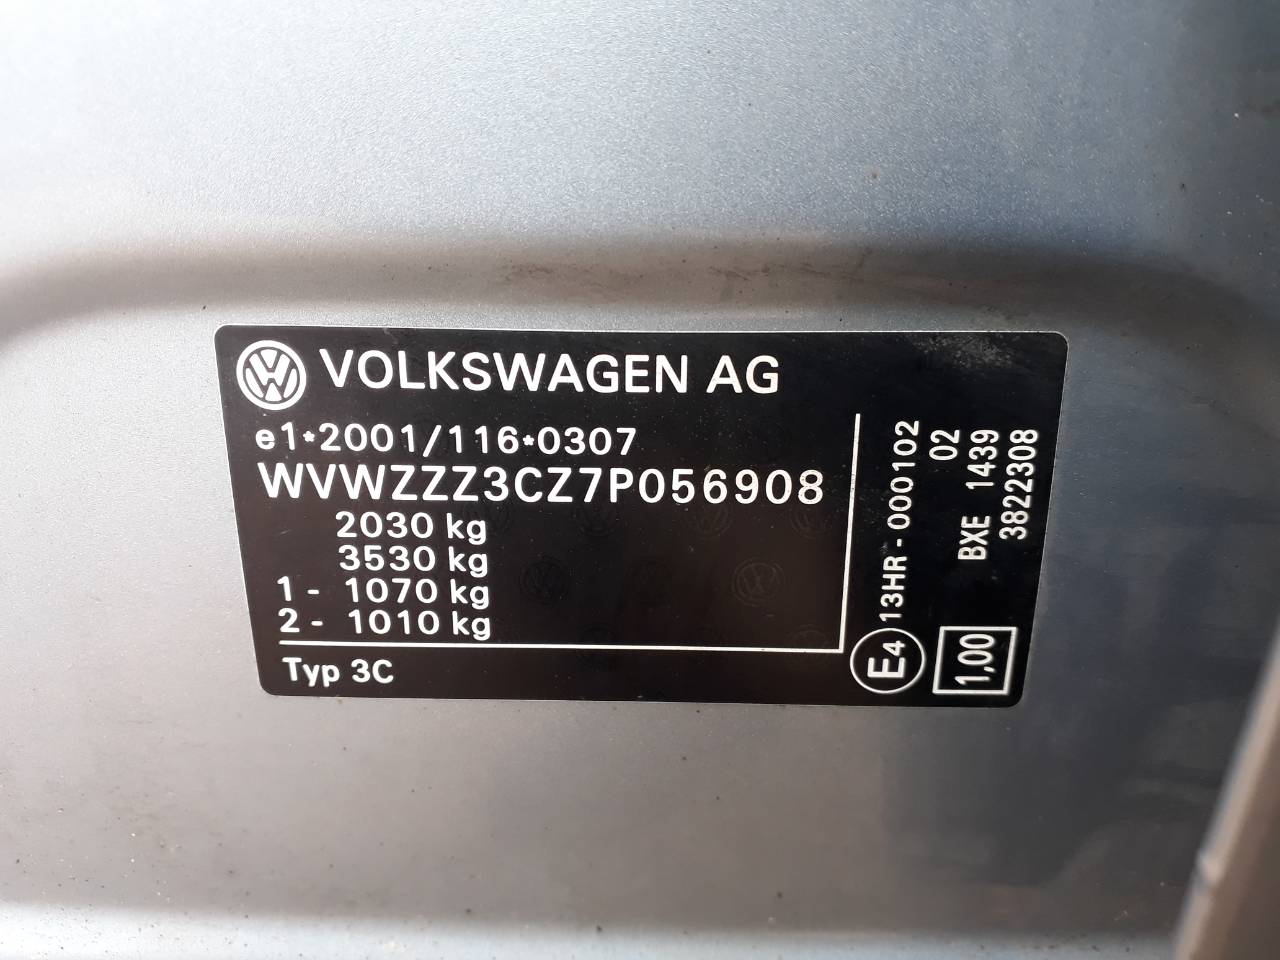 VOLKSWAGEN AG
e1*2001/116*0307
WVWZZZ3CZ7P056908
2030 kg
3530 kg
1 - 1070 kg
2 - 1010 kg
Typ 3C
E4 13HR - 000102
02
BXE 1439
3822308
1,00